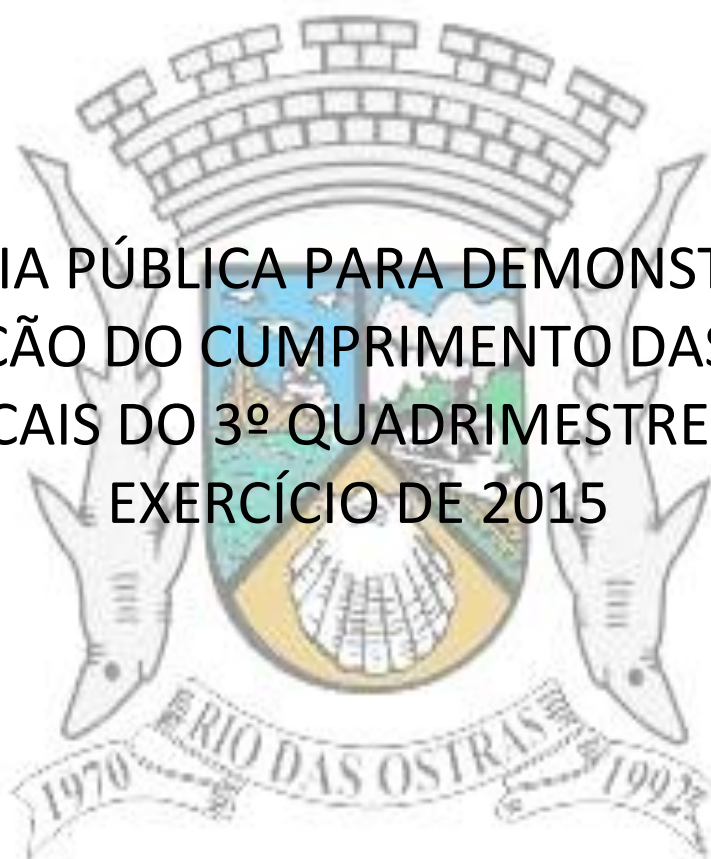 IA PÚBLICA PARA DEMONST
ÇÃO DO CUMPRIMENTO DAS
CAIS DO 3º QUADRIMESTRE
EXERCÍCIO DE 2015
RIO DAS OSTRAS
1970 1992